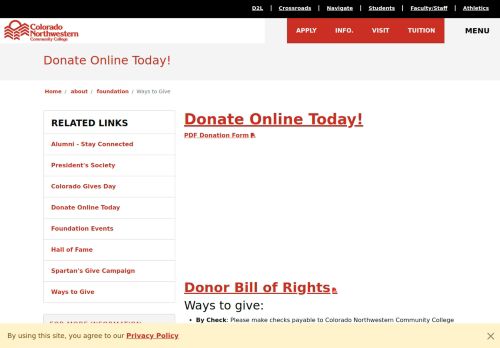 D2L | Crossroads | Navigate | Students | Faculty/Staff | Athletics
Colorado
Northwestern
Community College
APPLY INFO. VISIT TUITION MENU
Donate Online Today!
Home / about / foundation / Ways to Give
RELATED LINKS
Alumni - Stay Connected
President's Society
Colorado Gives Day
Donate Online Today
Foundation Events
Hall of Fame
Spartan's Give Campaign
Ways to Give
FOR MORE INFORMATION
Donate Online Today!
PDF Donation Form
Donor Bill of Rights
Ways to give:
• By Check: Please make checks payable to Colorado Northwestern Community College
By using this site, you agree to our Privacy Policy